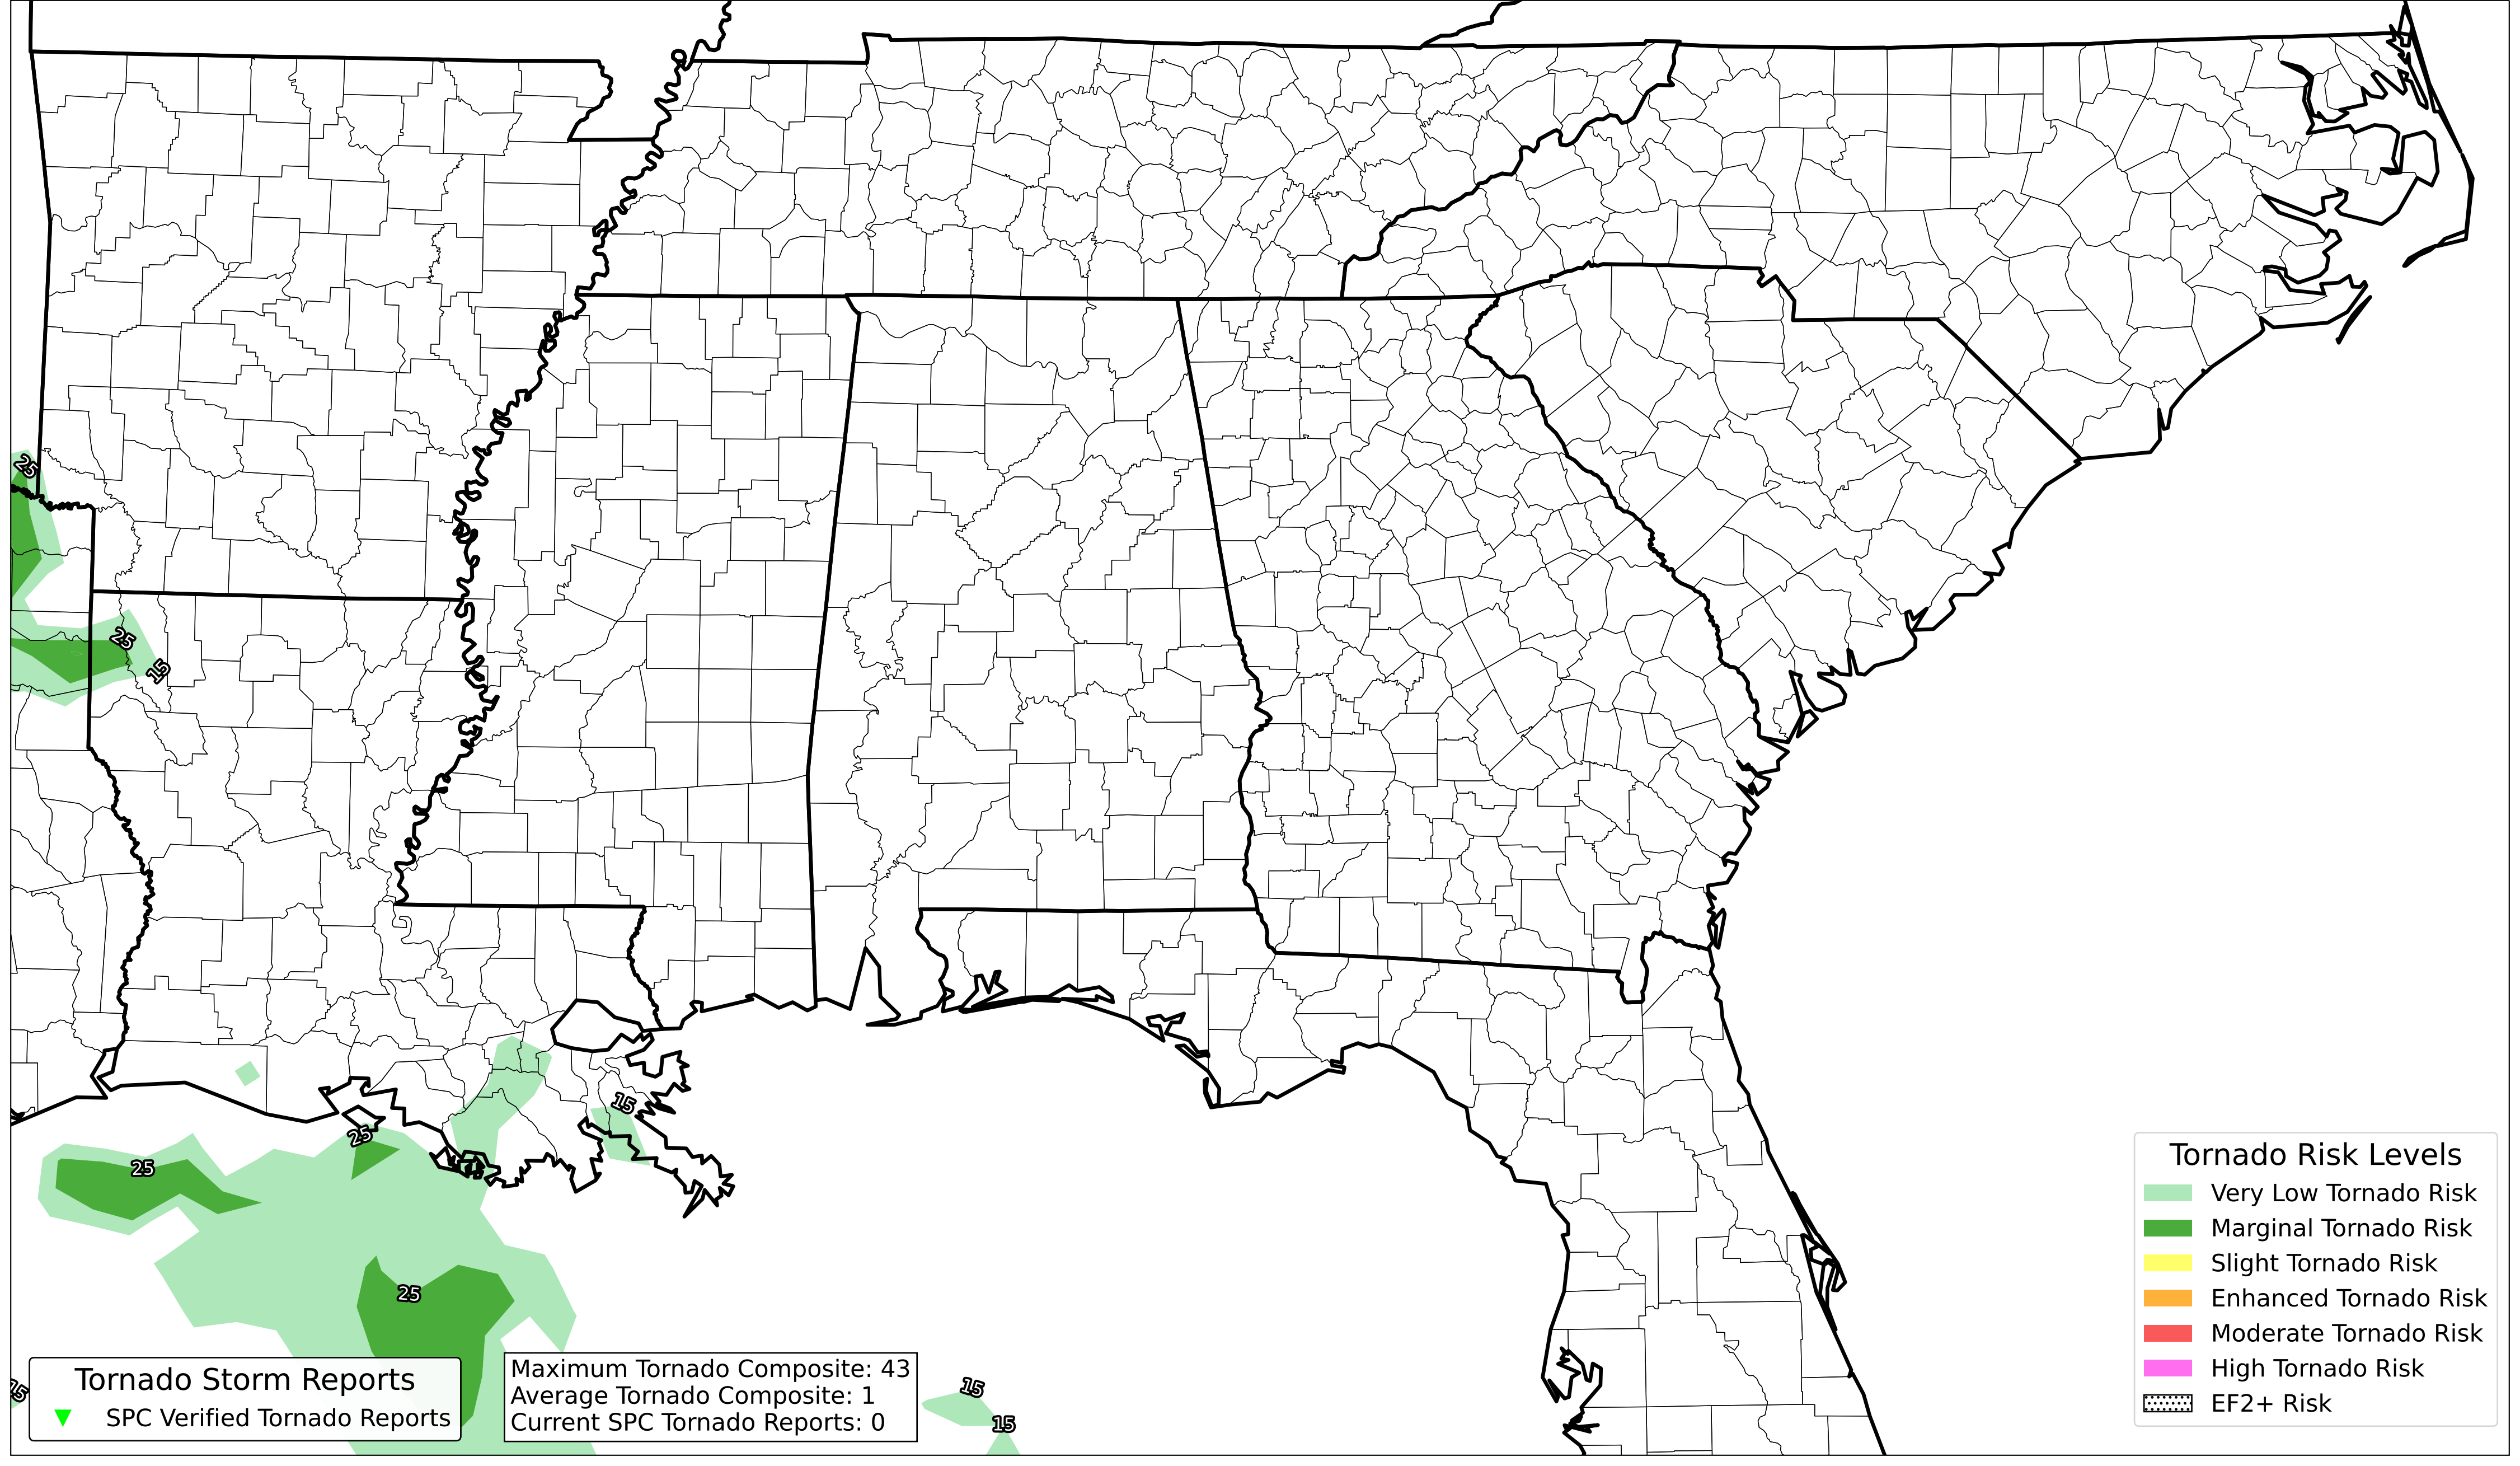 25
25
15
15
25
25
25
15
15
15
Tornado Storm Reports
SPC Verified Tornado Reports
Maximum Tornado Composite: 43
Average Tornado Composite: 1
Current SPC Tornado Reports: 0
Tornado Risk Levels
Very Low Tornado Risk
Marginal Tornado Risk
Slight Tornado Risk
Enhanced Tornado Risk
Moderate Tornado Risk
High Tornado Risk
EF2+ Risk